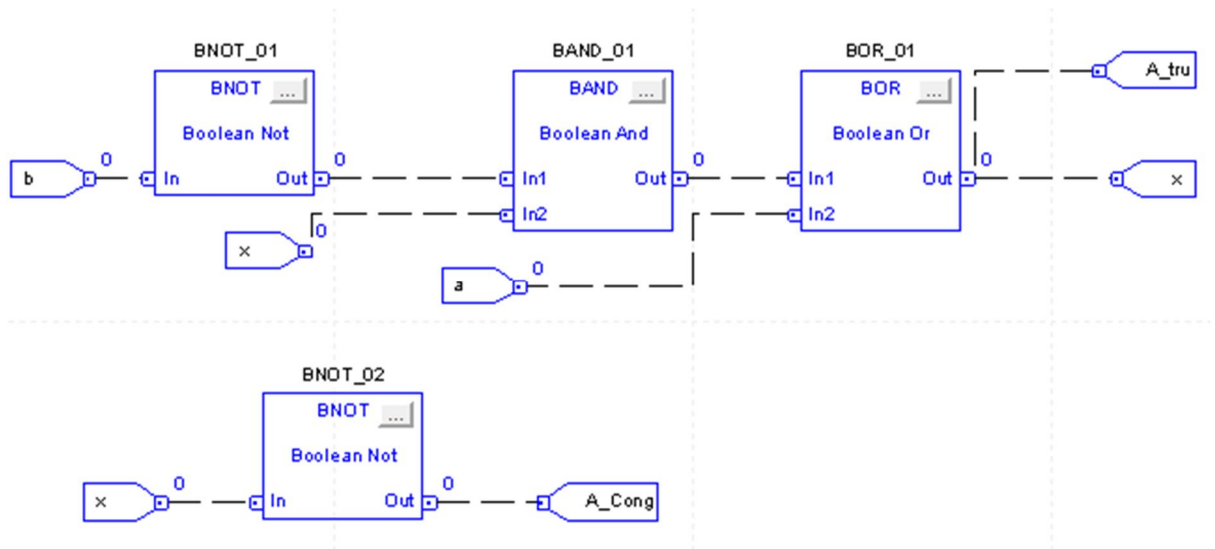 BNOT_01
BAND_01
BOR_01
BNOT ...
BAND ...
BOR ...
A_tru
Boolean Not
Boolean And
Boolean Or
b
0
In
Out
0
In1
Out
0
In1
Out
0
x
x
0
In2
In2
a
0
BNOT_02
BNOT ...
Boolean Not
x
0
In
Out
0
A_Cong